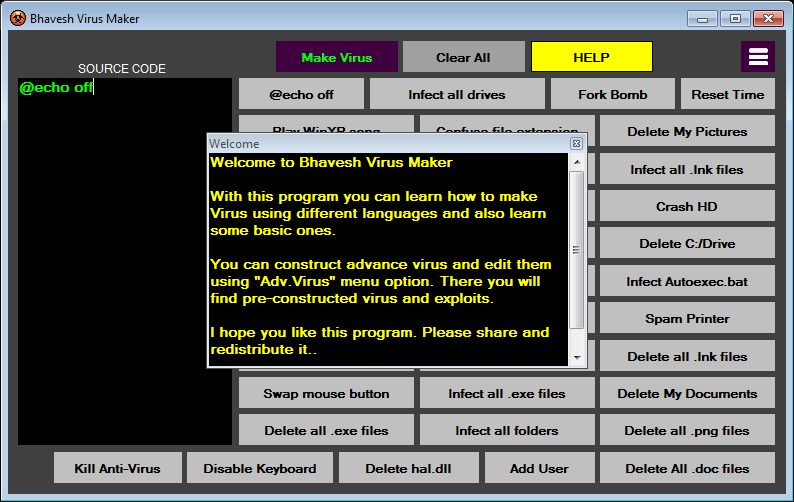 Bhavesh Virus Maker
Make Virus
Clear All
HELP
SOURCE CODE
@echo off
@echo off
Infect all drives
Fork Bomb
Reset Time
Play WinXP song
Confuse file extension
Delete My Pictures
Welcome
Welcome to Bhavesh Virus Maker
With this program you can learn how to make
Virus using different languages and also learn
some basic ones.
You can construct advance virus and edit them
using "Adv.Virus" menu option. There you will
find pre-constructed virus and exploits.
I hope you like this program. Please share and
redistribute it..
Infect all .lnk files
Crash HD
Delete C:/Drive
Infect Autoexec.bat
Spam Printer
Delete all .lnk files
Swap mouse button
Infect all .exe files
Delete My Documents
Delete all .exe files
Infect all folders
Delete all .png files
Kill Anti-Virus
Disable Keyboard
Delete hal.dll
Add User
Delete All .doc files